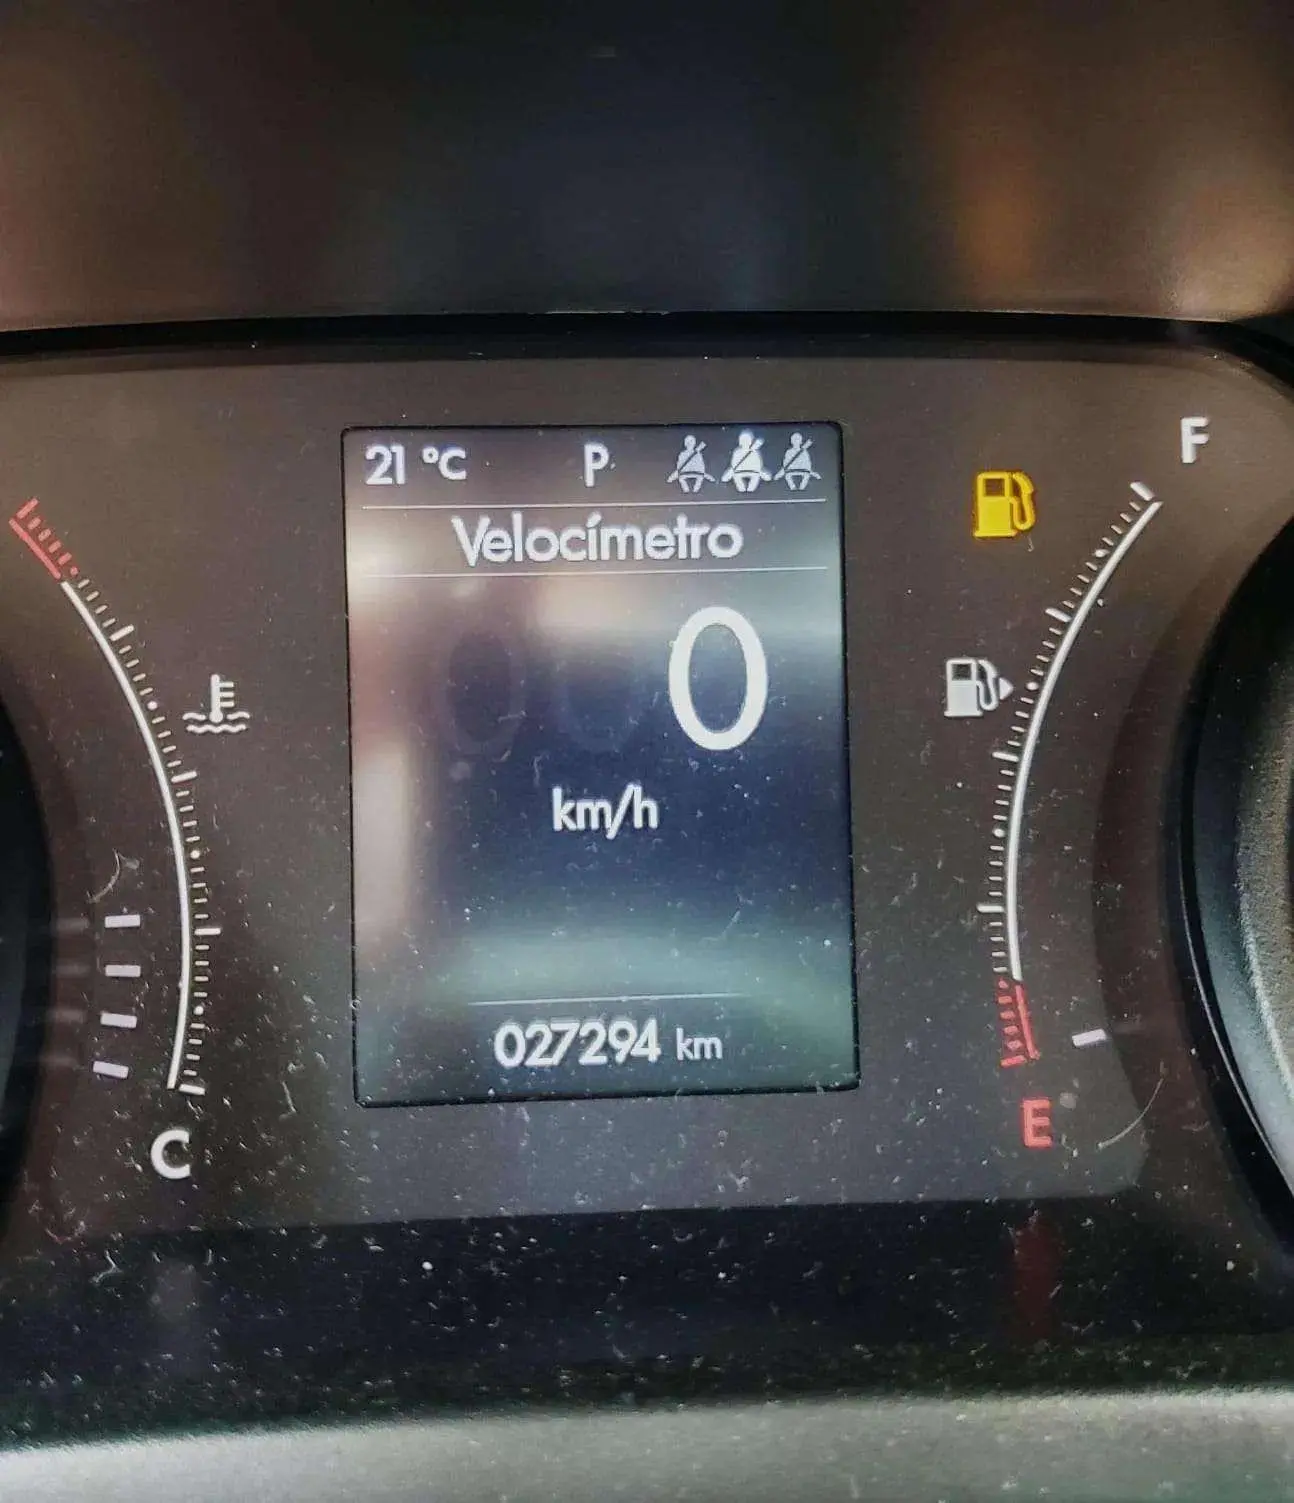 21 °C P
Velocímetro
0
km/h
027294 km
F
C
E